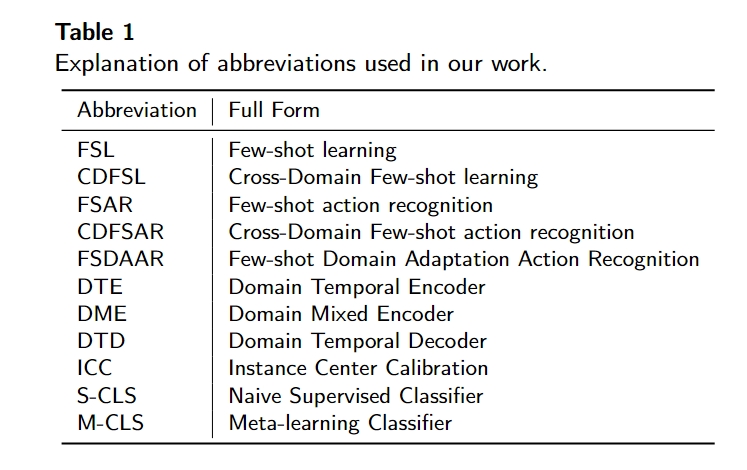 Table 1
Explanation of abbreviations used in our work.
Abbreviation Full Form
FSL Few-shot learning
CDFSL Cross-Domain Few-shot learning
FSAR Few-shot action recognition
CDFSAR Cross-Domain Few-shot action recognition
FSDAAR Few-shot Domain Adaptation Action Recognition
DTE Domain Temporal Encoder
DME Domain Mixed Encoder
DTD Domain Temporal Decoder
ICC Instance Center Calibration
S-CLS Naive Supervised Classifier
M-CLS Meta-learning Classifier